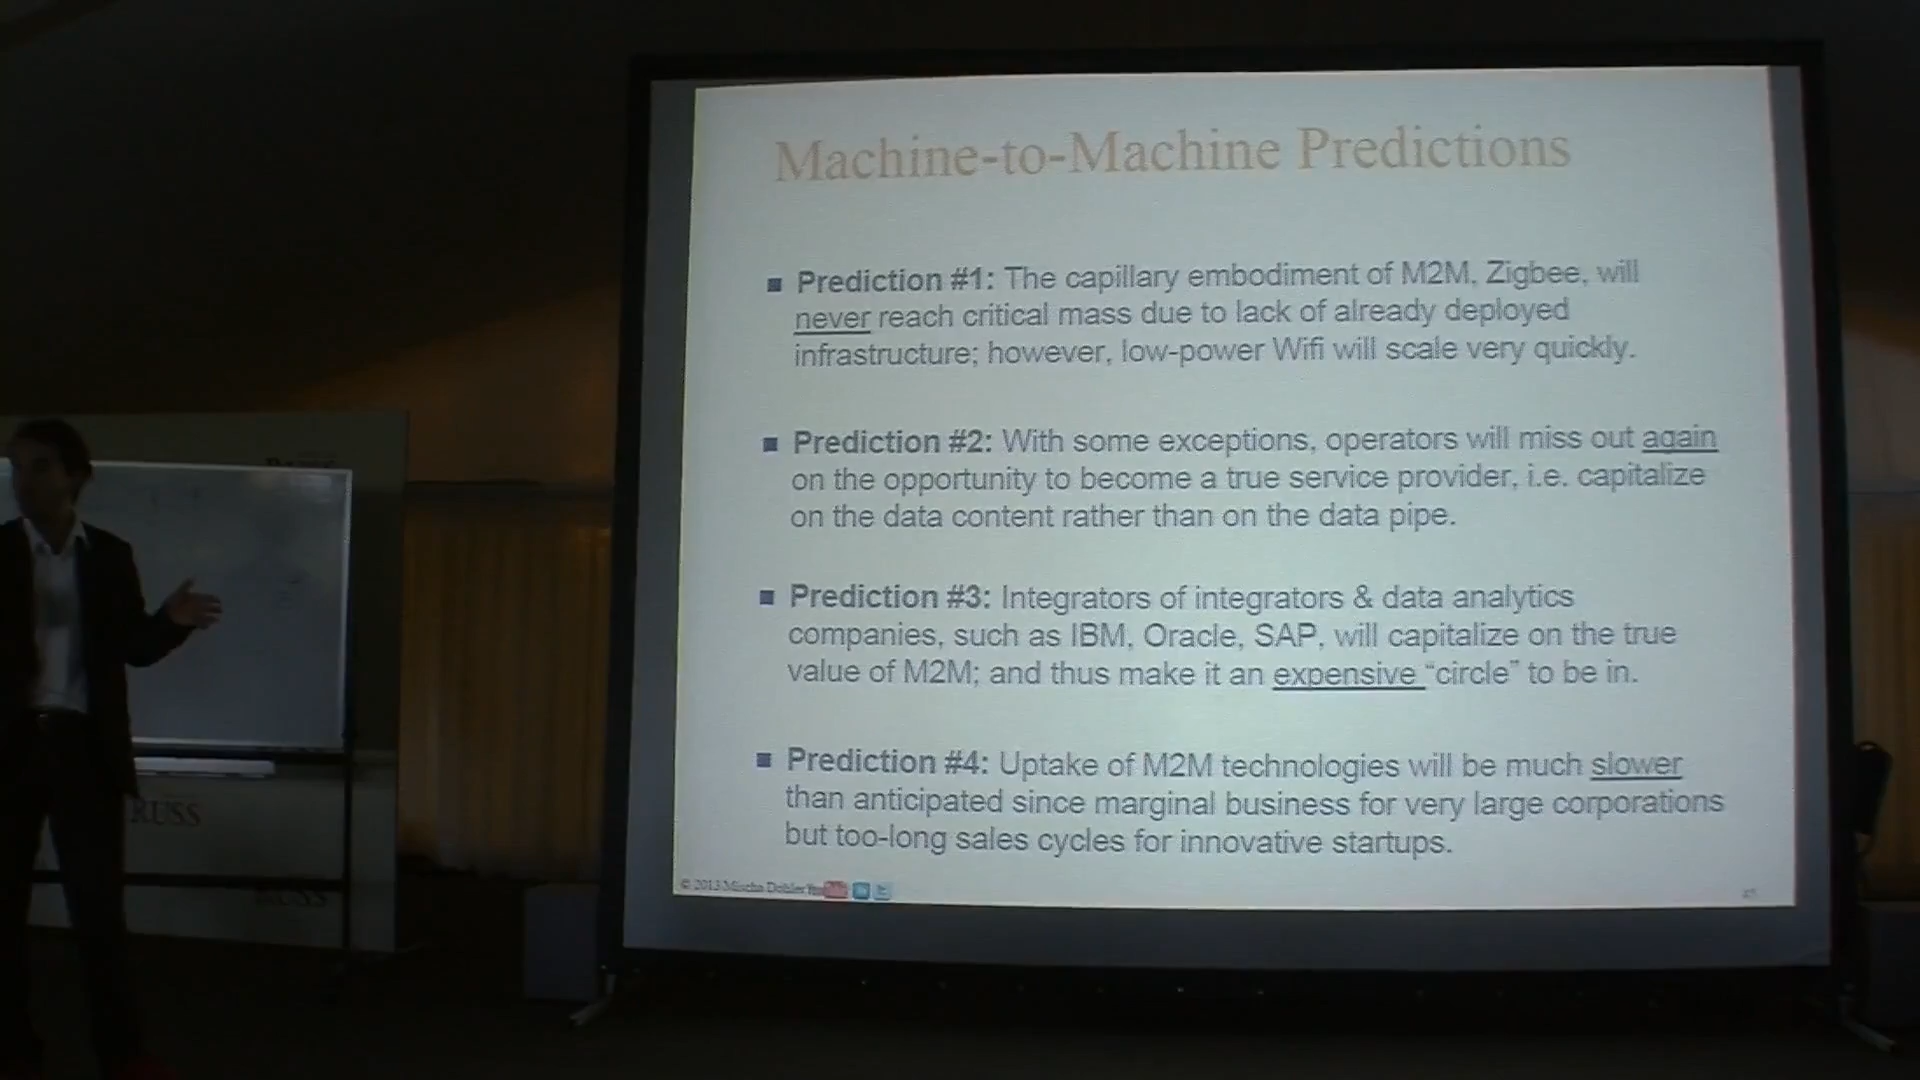 Machine-to-Machine Predictions
Prediction #1: The capillary embodiment of M2M, Zigbee, will
never reach critical mass due to lack of already deployed
infrastructure; however, low-power Wifi will scale very quickly.
Prediction #2: With some exceptions, operators will miss out again
on the opportunity to become a true service provider, i.e. capitalize
on the data content rather than on the data pipe.
Prediction #3: Integrators of integrators & data analytics
companies, such as IBM, Oracle, SAP, will capitalize on the true
value of M2M; and thus make it an expensive “circle” to be in.
Prediction #4: Uptake of M2M technologies will be much slower
than anticipated since marginal business for very large corporations
but too-long sales cycles for innovative startups.
© 2013 Mischa Dohler
RUSS